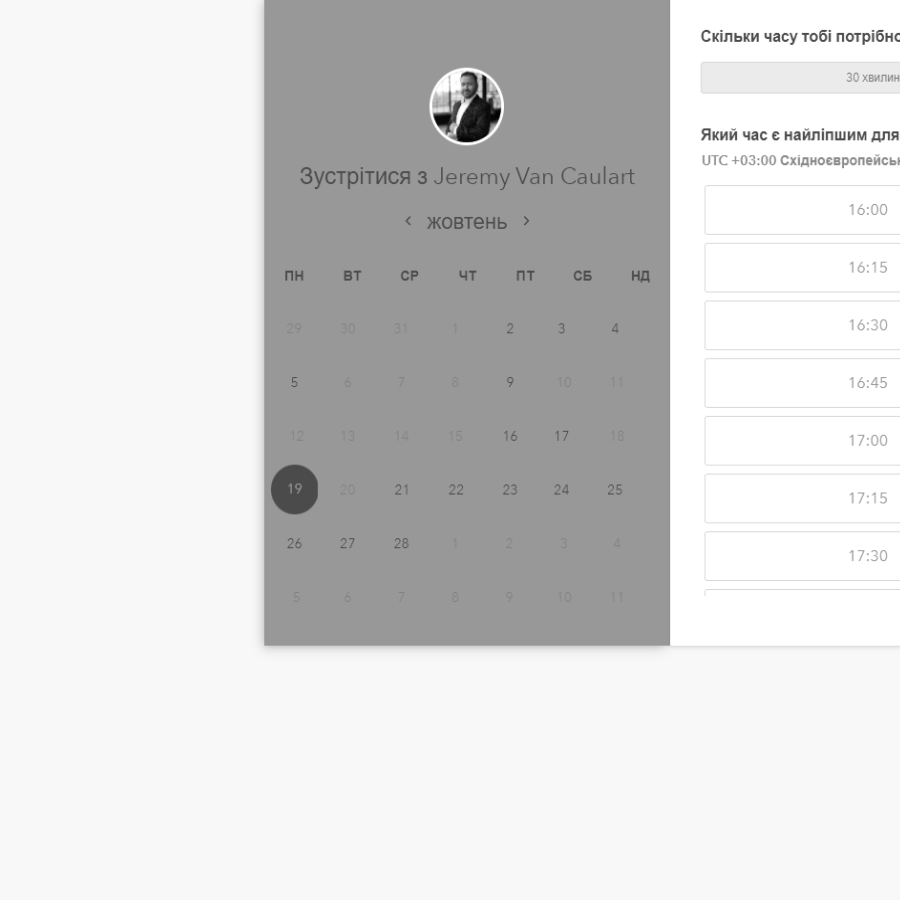 Зустрітися з Jeremy Van Caulart
‹ жовтень ›
ПН ВТ СР ЧТ ПТ СБ НД
29 30 31 1 2 3 4
5 6 7 8 9 10 11
12 13 14 15 16 17 18
19 20 21 22 23 24 25
26 27 28 1 2 3 4
5 6 7 8 9 10 11
Скільки часу тобі потрібно
30 хвилин
Який час є найліпшим для
UTC +03:00 Східноєвропейськ
16:00
16:15
16:30
16:45
17:00
17:15
17:30